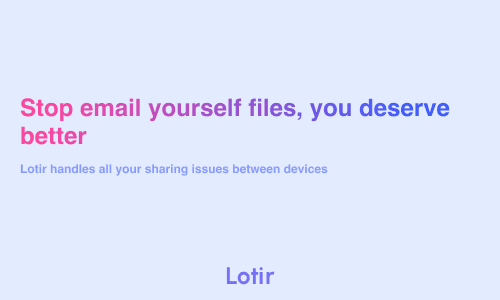 Stop email yourself files, you deserve
better
Lotir handles all your sharing issues between devices
Lotir